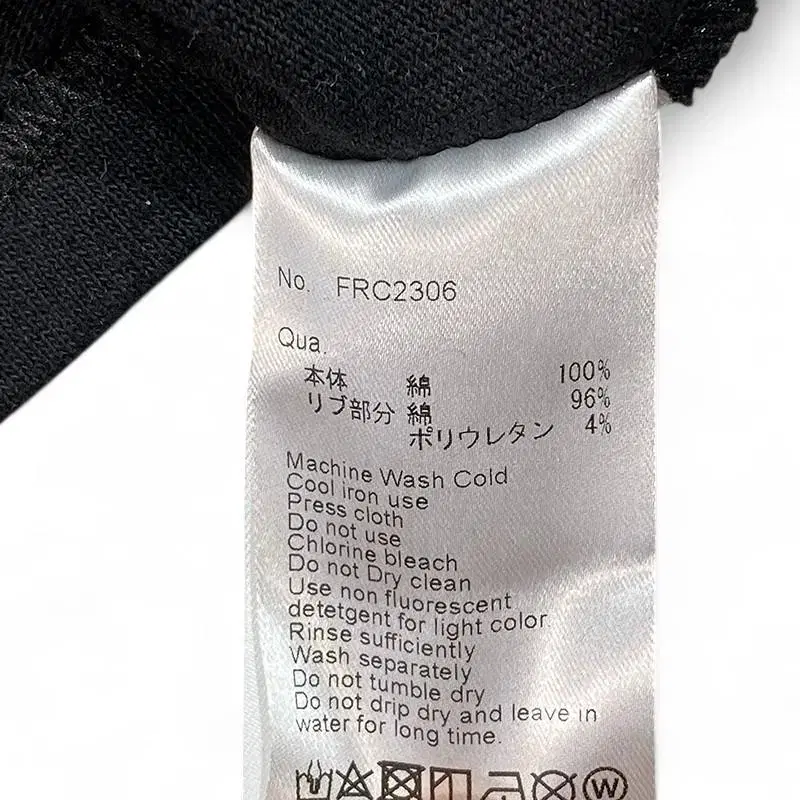 No. FRC2306
Qua.
本体 綿 100%
リブ部分 綿 96%
ポリウレタン 4%
Machine Wash Cold
Cool iron use
Press cloth
Do not use
Chlorine bleach
Do not Dry clean
Use non fluorescent
detetgent for light color.
Rinse sufficiently
Wash separately
Do not tumble dry
Do not drip dry and leave in
water for long time.
W